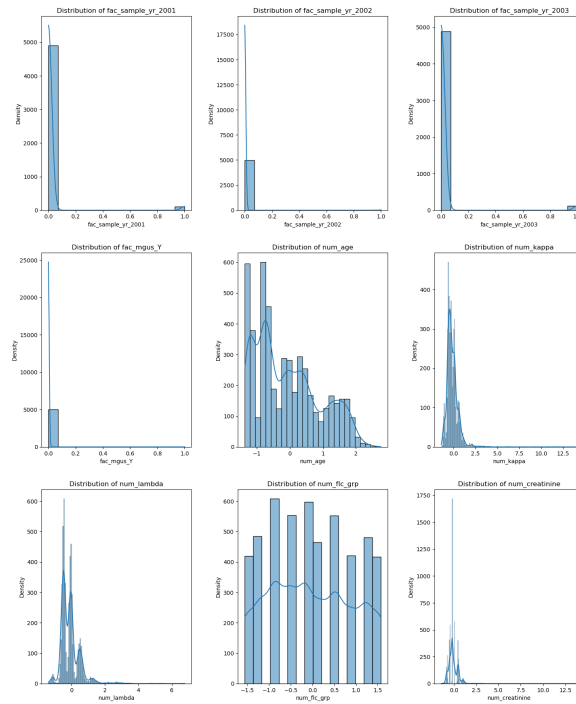 Distribution of fac_sample_yr_2001
Distribution of fac_sample_yr_2002
Distribution of fac_sample_yr_2003
5000
4000
3000
2000
1000
0
Density
0.0 0.2 0.4 0.6 0.8 1.0
fac_sample_yr_2001
17500
15000
12500
10000
7500
5000
2500
0
Density
0.0 0.2 0.4 0.6 0.8 1.0
fac_sample_yr_2002
5000
4000
3000
2000
1000
0
Density
0.0 0.2 0.4 0.6 0.8 1.0
fac_sample_yr_2003
Distribution of fac_mgus_Y
Distribution of num_age
Distribution of num_kappa
25000
20000
15000
10000
5000
0
Density
0.0 0.2 0.4 0.6 0.8 1.0
fac_mgus_Y
600
500
400
300
200
100
0
Density
−1 0 1 2
num_age
400
300
200
100
0
Density
0.0 2.5 5.0 7.5 10.0 12.5
num_kappa
Distribution of num_lambda
Distribution of num_flc_grp
Distribution of num_creatinine
600
500
400
300
200
100
0
Density
0 2 4 6
num_lambda
600
500
400
300
200
100
0
Density
−1.5 −1.0 −0.5 0.0 0.5 1.0 1.5
num_flc_grp
1750
1500
1250
1000
750
500
250
0
Density
0.0 2.5 5.0 7.5 10.0 12.5
num_creatinine